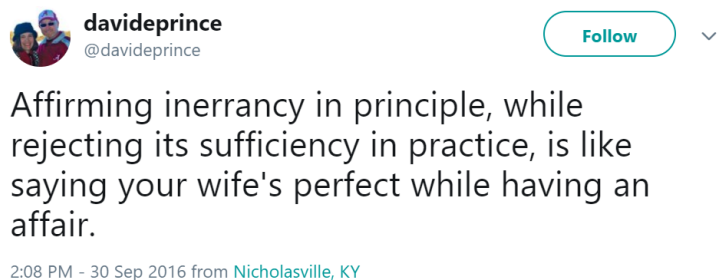 davideprince
@davideprince
Follow
Affirming inerrancy in principle, while
rejecting its sufficiency in practice, is like
saying your wife's perfect while having an
affair.
2:08 PM - 30 Sep 2016 from Nicholasville, KY